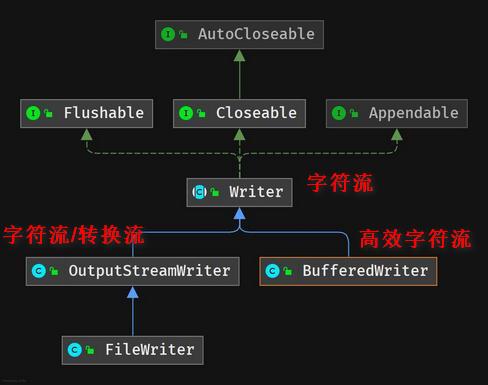 AutoCloseable
Flushable
Closeable
Appendable
Writer
字符流
字符流/转换流
高效字符流
OutputStreamWriter
BufferedWriter
FileWriter